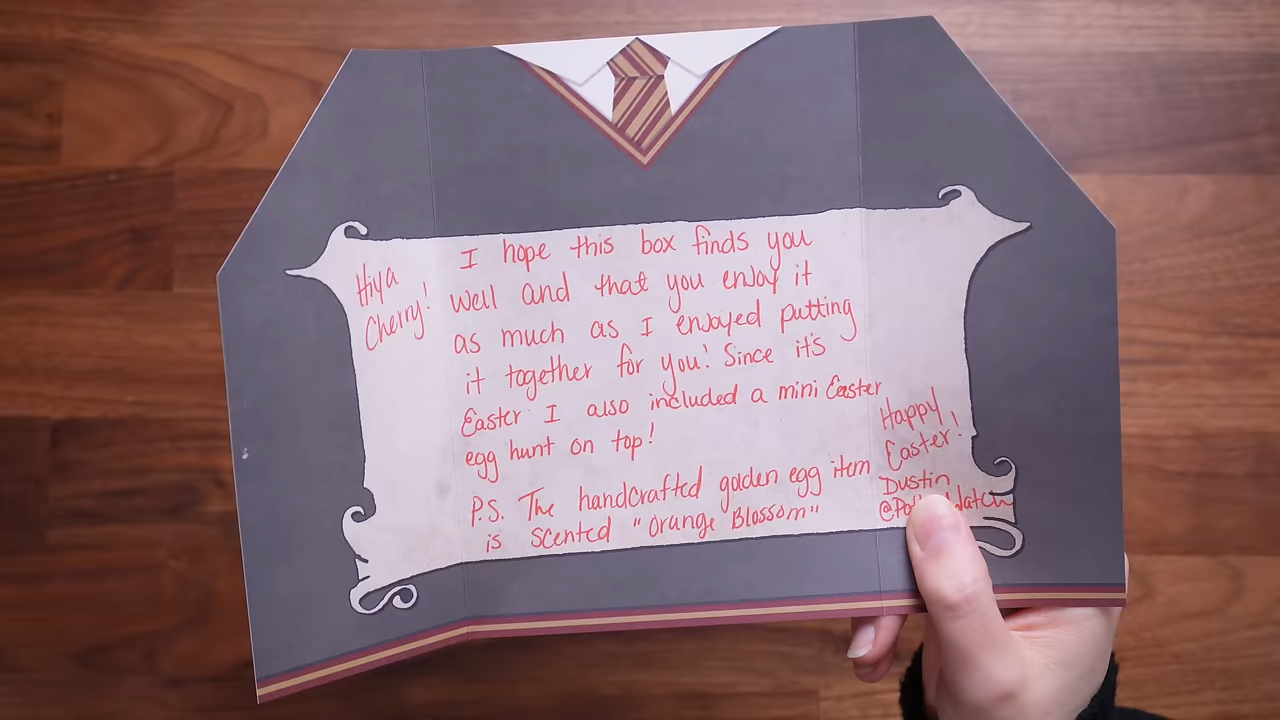 Hiya
Cherry!
I hope this box finds you
well and that you enjoy it
as much as I enjoyed putting
it together for you! Since it's
Easter I also included a mini Easter
egg hunt on top!
P.S. The handcrafted golden egg item
is scented "Orange Blossom"
Happy
Easter!
Dustin